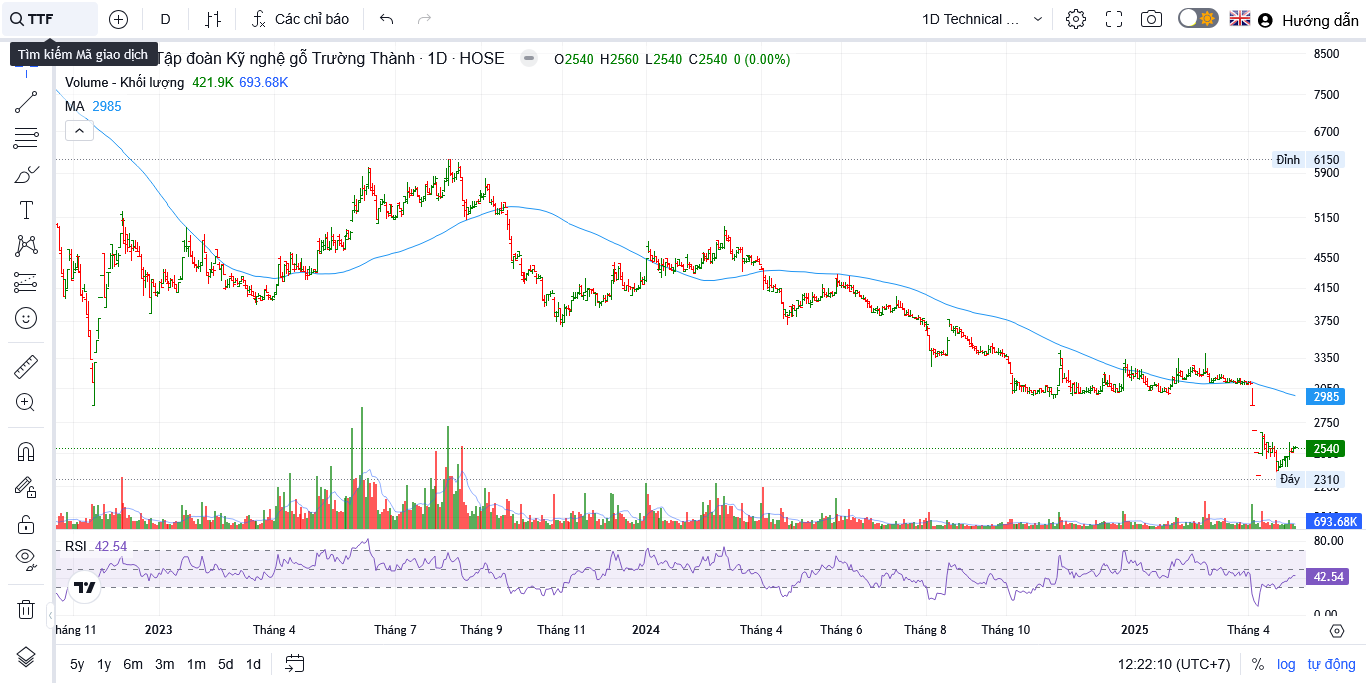 TTF D Các chỉ báo 1D Technical ... Hướng dẫn
Tìm kiếm Mã giao dịch
Tập đoàn Kỹ nghệ gỗ Trường Thành · 1D · HOSE O2540 H2560 L2540 C2540 0 (0.00%)
Volume - Khối lượng 421.9K 693.68K
MA 2985
8500
7500
6700
Đỉnh 6150
5900
5150
4550
4150
3750
3350
2985
2750
2540
Đáy 2310
693.68K
RSI 42.54
80.00
42.54
0.00
háng 11 2023 Tháng 4 Tháng 7 Tháng 9 Tháng 11 2024 Tháng 4 Tháng 6 Tháng 8 Tháng 10 2025 Tháng 4
5y 1y 6m 3m 1m 5d 1d 12:22:10 (UTC+7) % log tự động